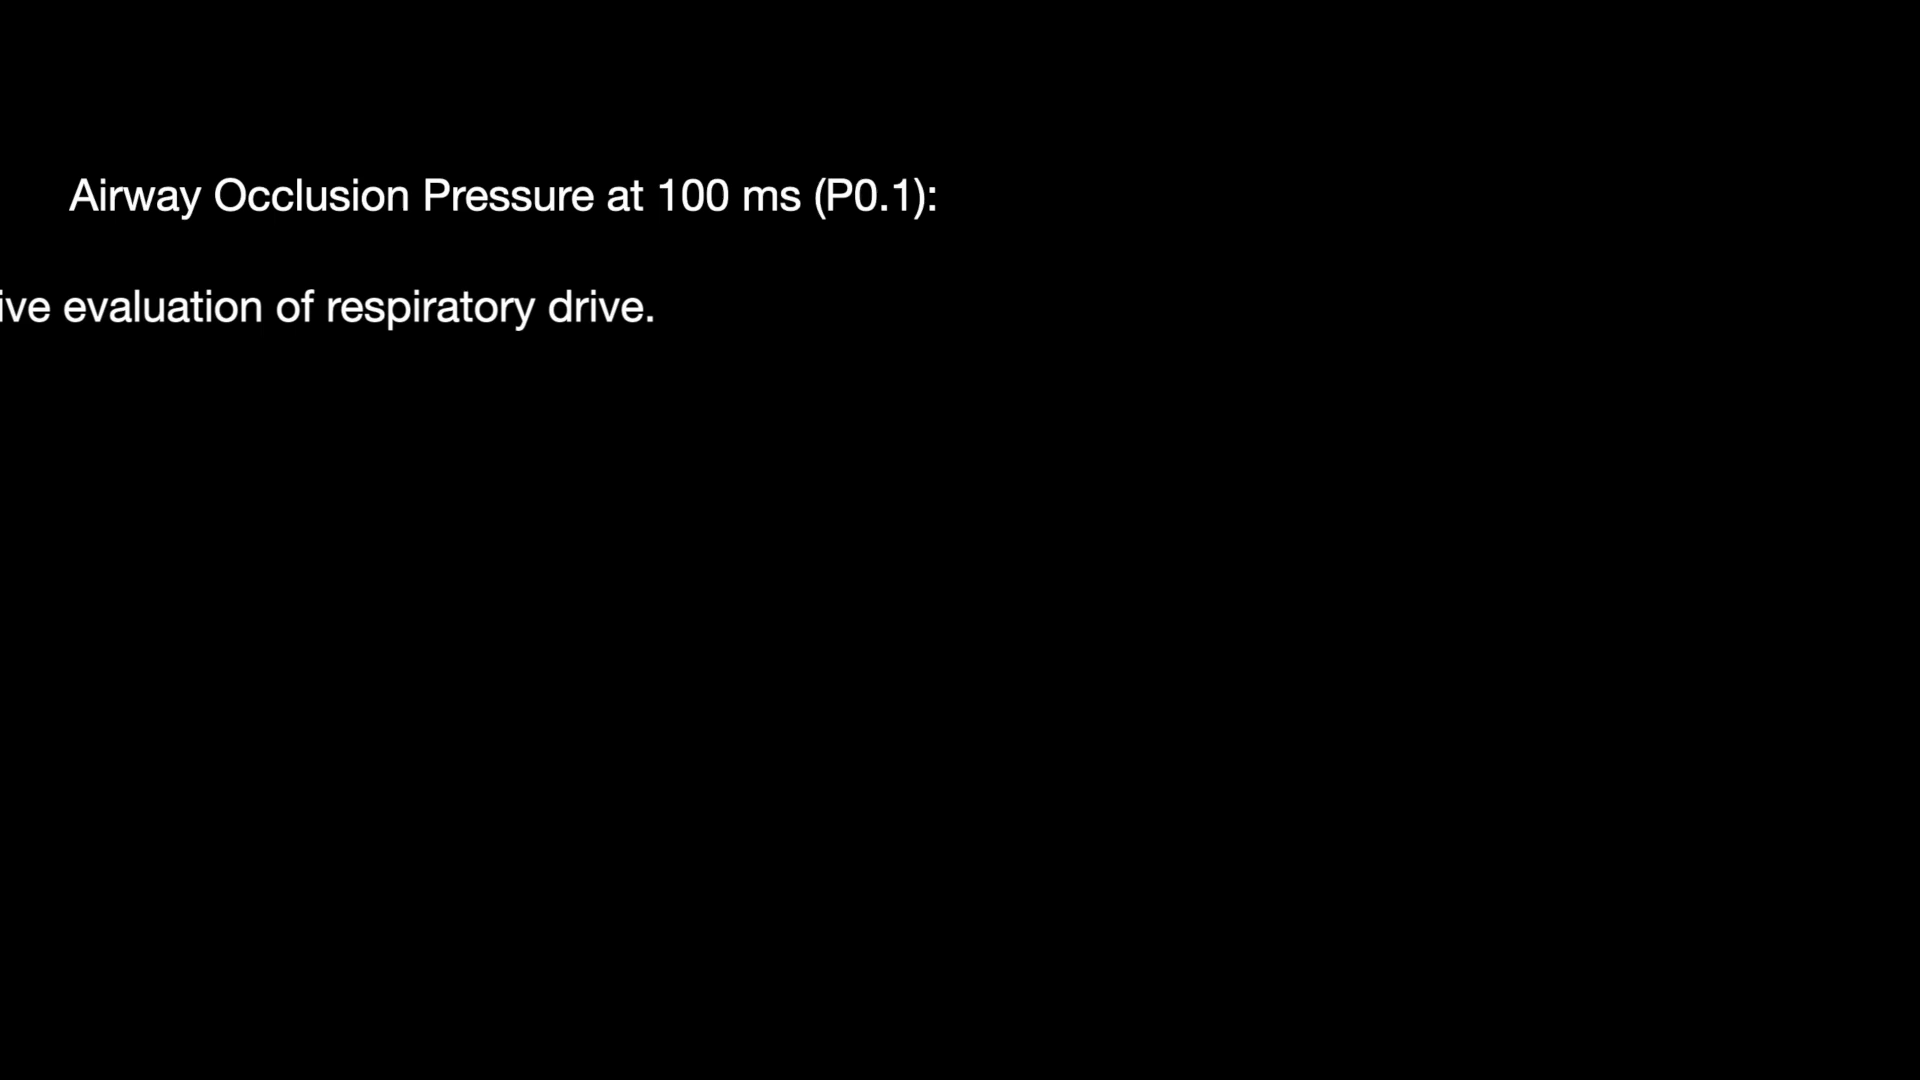 Airway Occlusion Pressure at 100 ms (P0.1):
ive evaluation of respiratory drive.